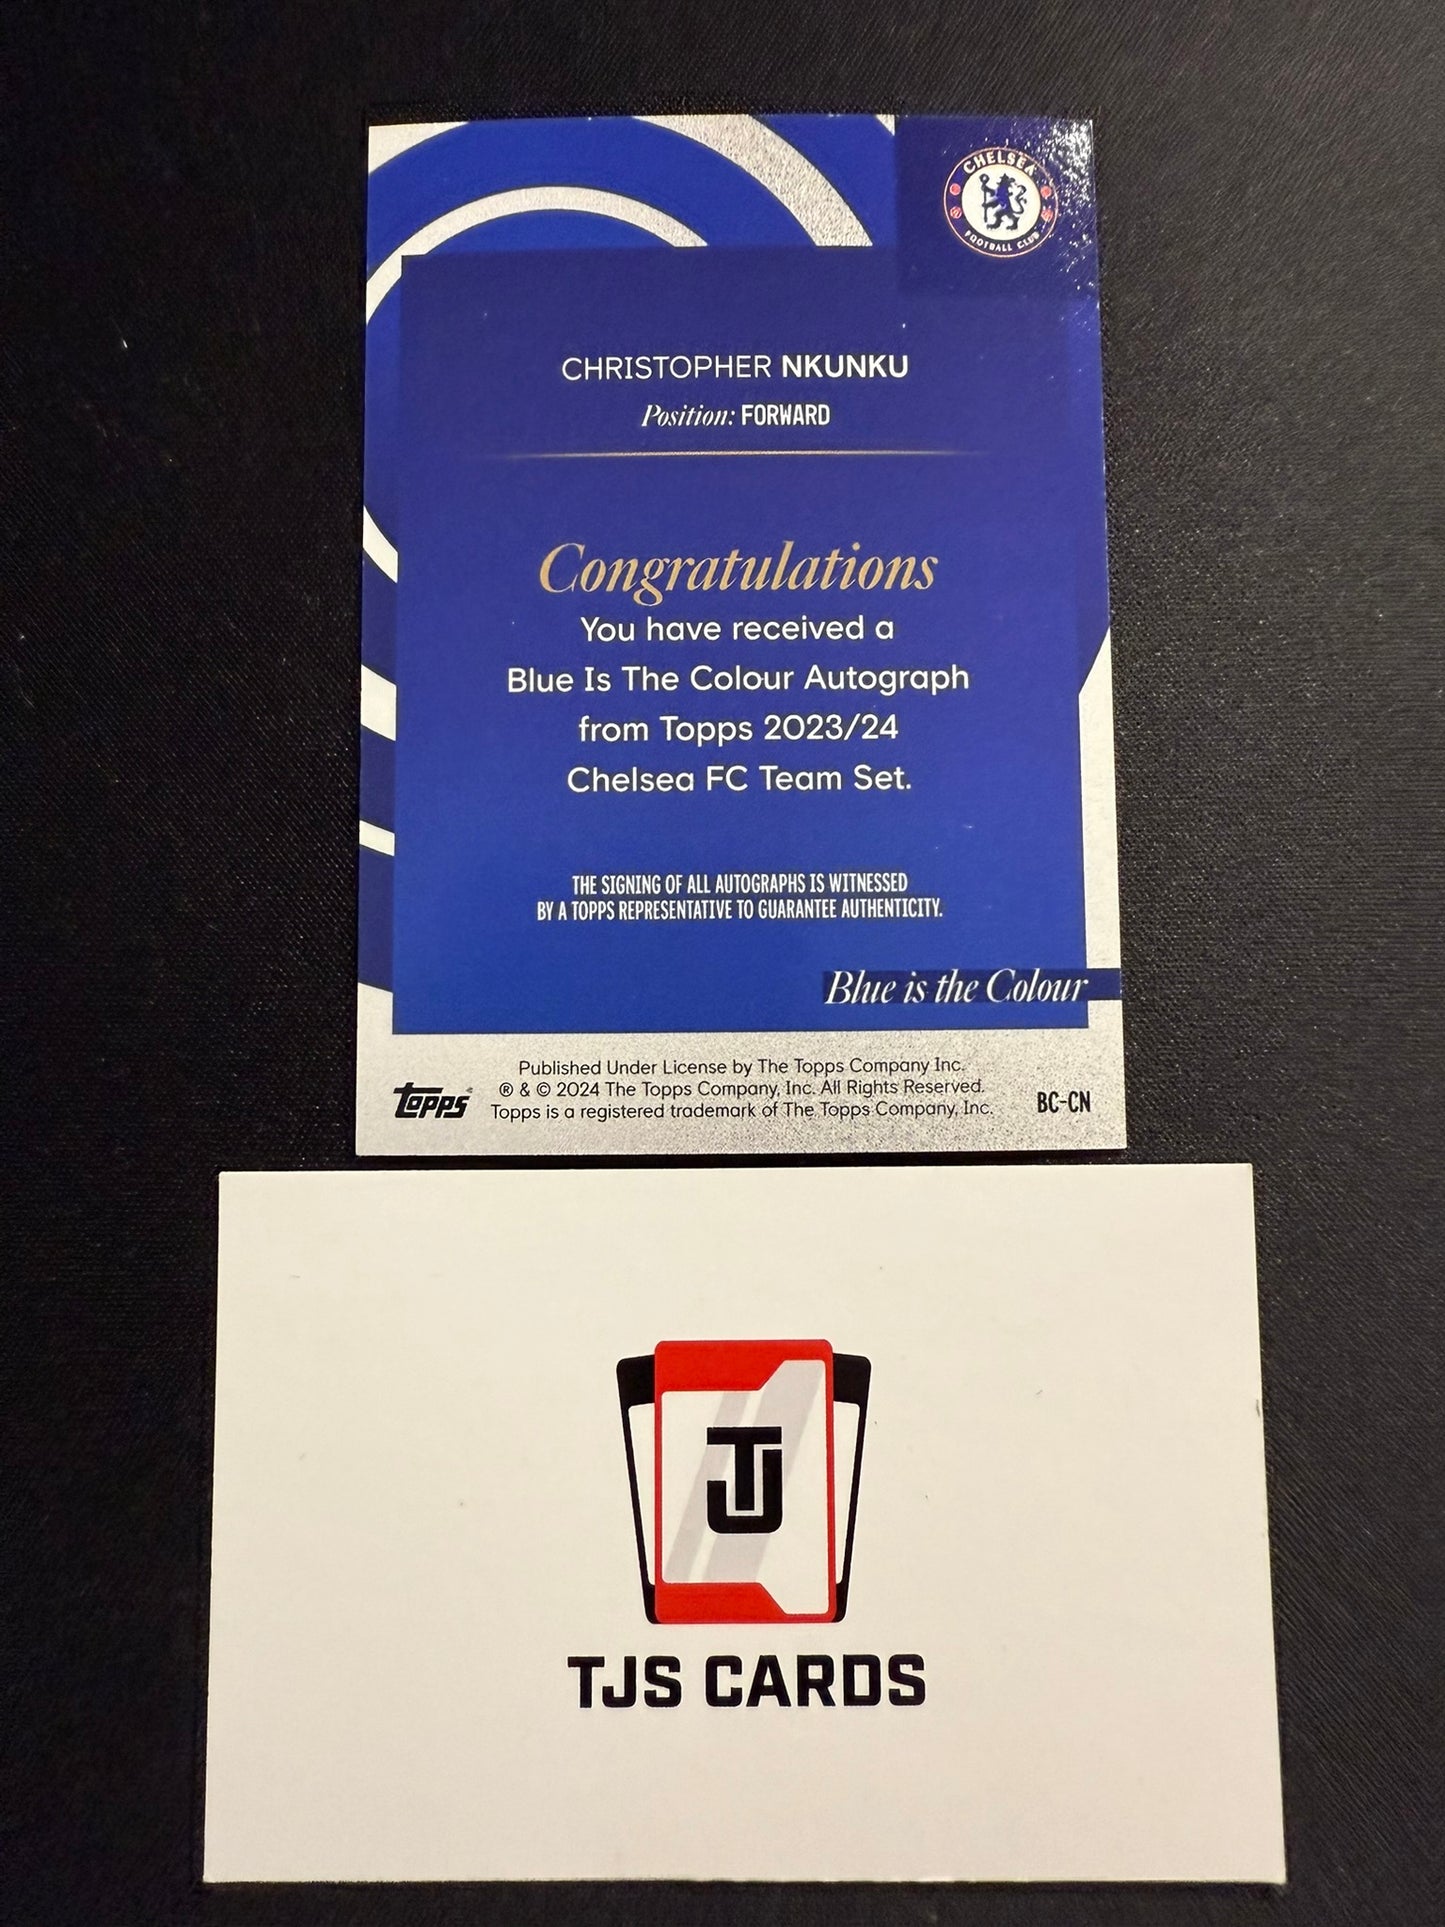 CHELSEA
FOOTBALL CLUB
CHRISTOPHER NKUNKU
Position: FORWARD
Congratulations
You have received a
Blue Is The Colour Autograph
from Topps 2023/24
Chelsea FC Team Set.
THE SIGNING OF ALL AUTOGRAPHS IS WITNESSED
BY A TOPPS REPRESENTATIVE TO GUARANTEE AUTHENTICITY.
Blue is the Colour
Published Under License by The Topps Company Inc.
® & © 2024 The Topps Company, Inc. All Rights Reserved.
Topps is a registered trademark of The Topps Company, Inc.
Topps
BC-CN
TJ
TJS CARDS